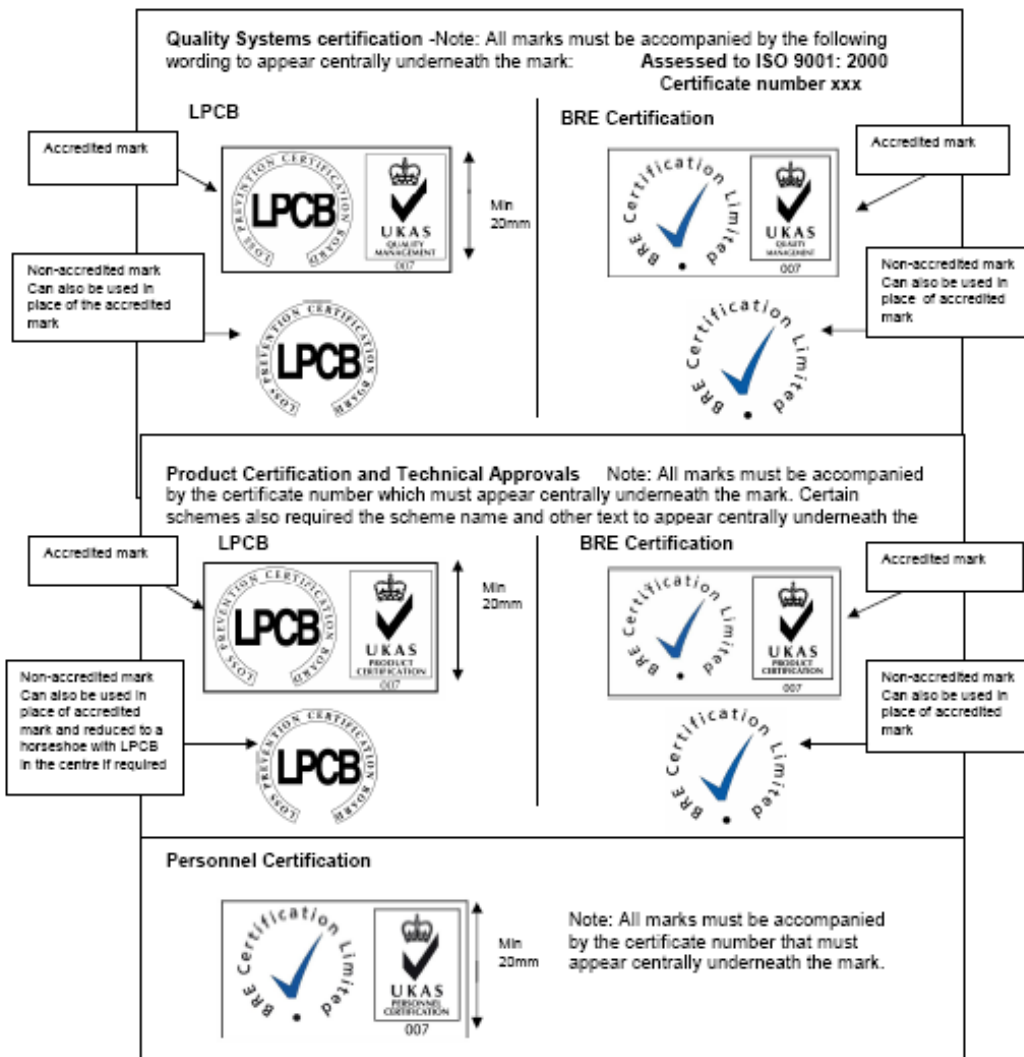 Quality Systems certification -Note: All marks must be accompanied by the following
wording to appear centrally underneath the mark: Assessed to ISO 9001: 2000
Certificate number xxx
LPCB
BRE Certification
Accredited mark
LOSS PREVENTION CERTIFICATION BOARD
LPCB
UKAS
QUALITY
MANAGEMENT
007
Min
20mm
BRE Certification Limited
UKAS
QUALITY
MANAGEMENT
007
Accredited mark
Non-accredited mark
Can also be used in
place of the accredited
mark
LOSS PREVENTION CERTIFICATION BOARD
LPCB
BRE Certification Limited
Non-accredited mark
Can also be used in
place of accredited
mark
Product Certification and Technical Approvals Note: All marks must be accompanied
by the certificate number which must appear centrally underneath the mark. Certain
schemes also required the scheme name and other text to appear centrally underneath the
LPCB
BRE Certification
Accredited mark
LOSS PREVENTION CERTIFICATION BOARD
LPCB
UKAS
PRODUCT
CERTIFICATION
007
Min
20mm
BRE Certification Limited
UKAS
PRODUCT
CERTIFICATION
007
Accredited mark
Non-accredited mark
Can also be used in
place of accredited
mark and reduced to a
horseshoe with LPCB
in the centre if required
LOSS PREVENTION CERTIFICATION BOARD
LPCB
BRE Certification Limited
Non-accredited mark
Can also be used in
place of accredited
mark
Personnel Certification
BRE Certification Limited
UKAS
PERSONNEL
CERTIFICATION
007
Min
20mm
Note: All marks must be accompanied
by the certificate number that must
appear centrally underneath the mark.